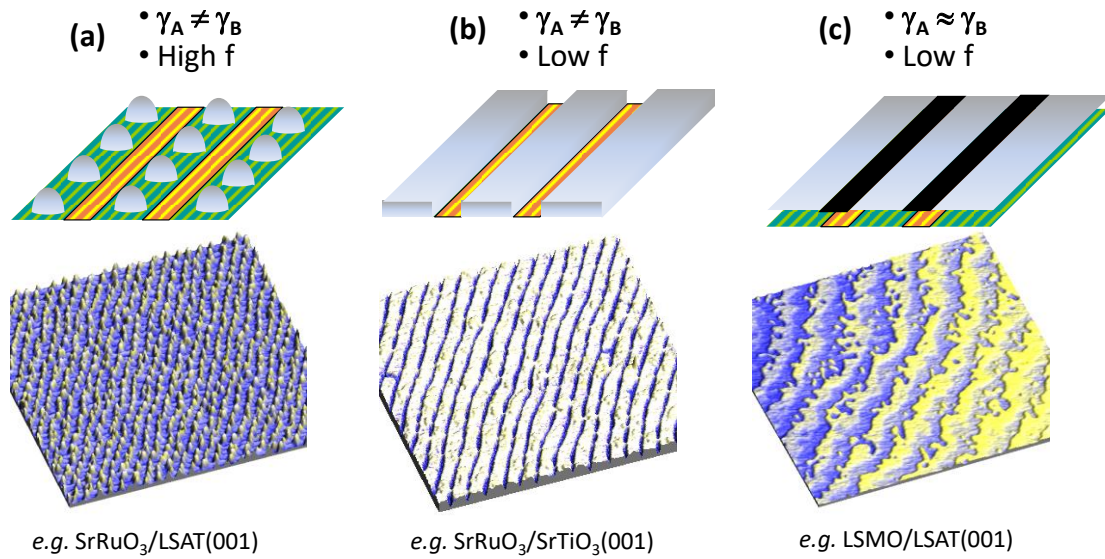 (a)
• γA ≠ γB
• High f
(b)
• γA ≠ γB
• Low f
(c)
• γA ≈ γB
• Low f
e.g. SrRuO3/LSAT(001)
e.g. SrRuO3/SrTiO3(001)
e.g. LSMO/LSAT(001)